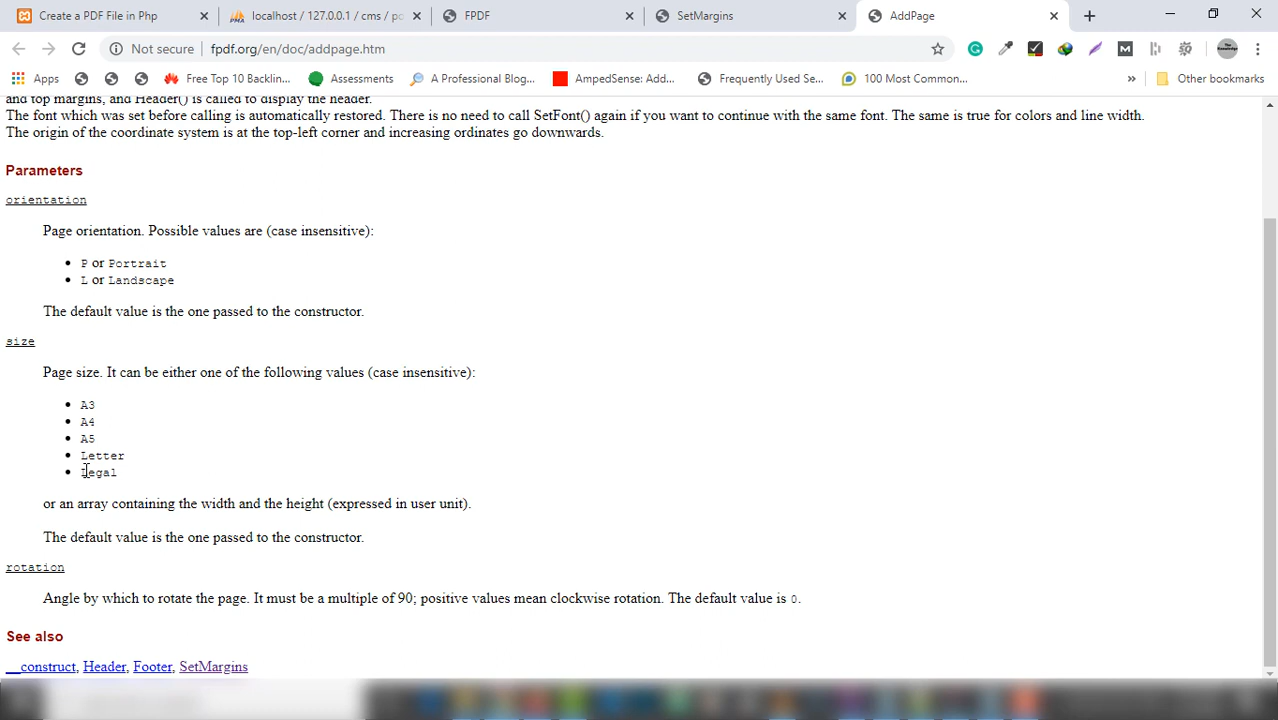 Create a PDF File in Php
localhost / 127.0.0.1 / cms / pc
FPDF
SetMargins
AddPage
Not secure
fpdf.org/en/doc/addpage.htm
Apps
Free Top 10 Backlin...
Assessments
A Professional Blog...
AmpedSense: Add...
Frequently Used Se...
100 Most Common...
»
Other bookmarks
and top margins, and Header() is called to display the header.
The font which was set before calling is automatically restored. There is no need to call SetFont() again if you want to continue with the same font. The same is true for colors and line width.
The origin of the coordinate system is at the top-left corner and increasing ordinates go downwards.
Parameters
orientation
Page orientation. Possible values are (case insensitive):
• P or Portrait
• L or Landscape
The default value is the one passed to the constructor.
size
Page size. It can be either one of the following values (case insensitive):
• A3
• A4
• A5
• Letter
• Legal
or an array containing the width and the height (expressed in user unit).
The default value is the one passed to the constructor.
rotation
Angle by which to rotate the page. It must be a multiple of 90; positive values mean clockwise rotation. The default value is 0.
See also
__construct, Header, Footer, SetMargins